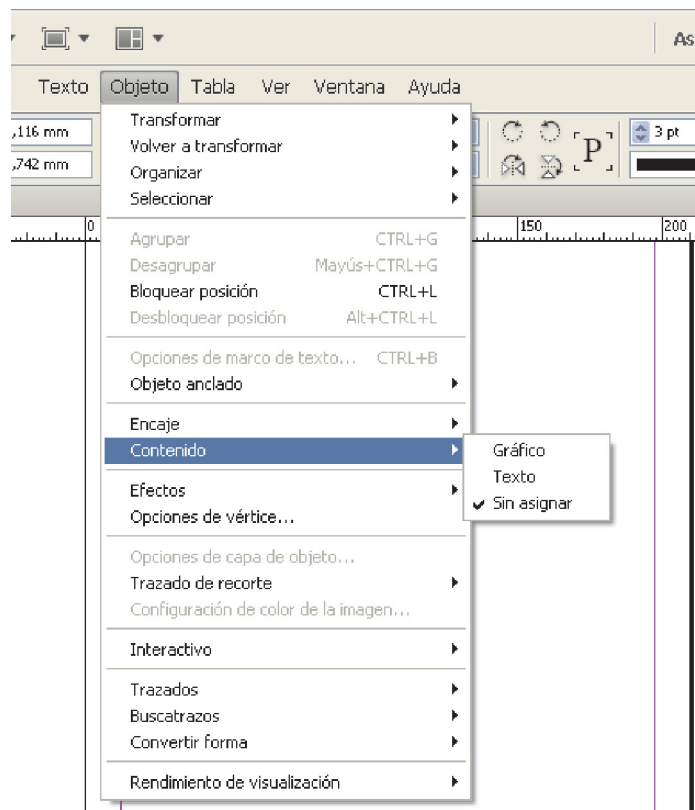 As
Texto Objeto Tabla Ver Ventana Ayuda
,116 mm
,742 mm
P
3 pt
0 150 200
Transformar
Volver a transformar
Organizar
Seleccionar
Agrupar CTRL+G
Desagrupar Mayús+CTRL+G
Bloquear posición CTRL+L
Desbloquear posición Alt+CTRL+L
Opciones de marco de texto... CTRL+B
Objeto anclado
Encaje
Contenido
Gráfico
Texto
Sin asignar
Efectos
Opciones de vértice...
Opciones de capa de objeto...
Trazado de recorte
Configuración de color de la imagen...
Interactivo
Trazados
Buscatrazos
Convertir forma
Rendimiento de visualización